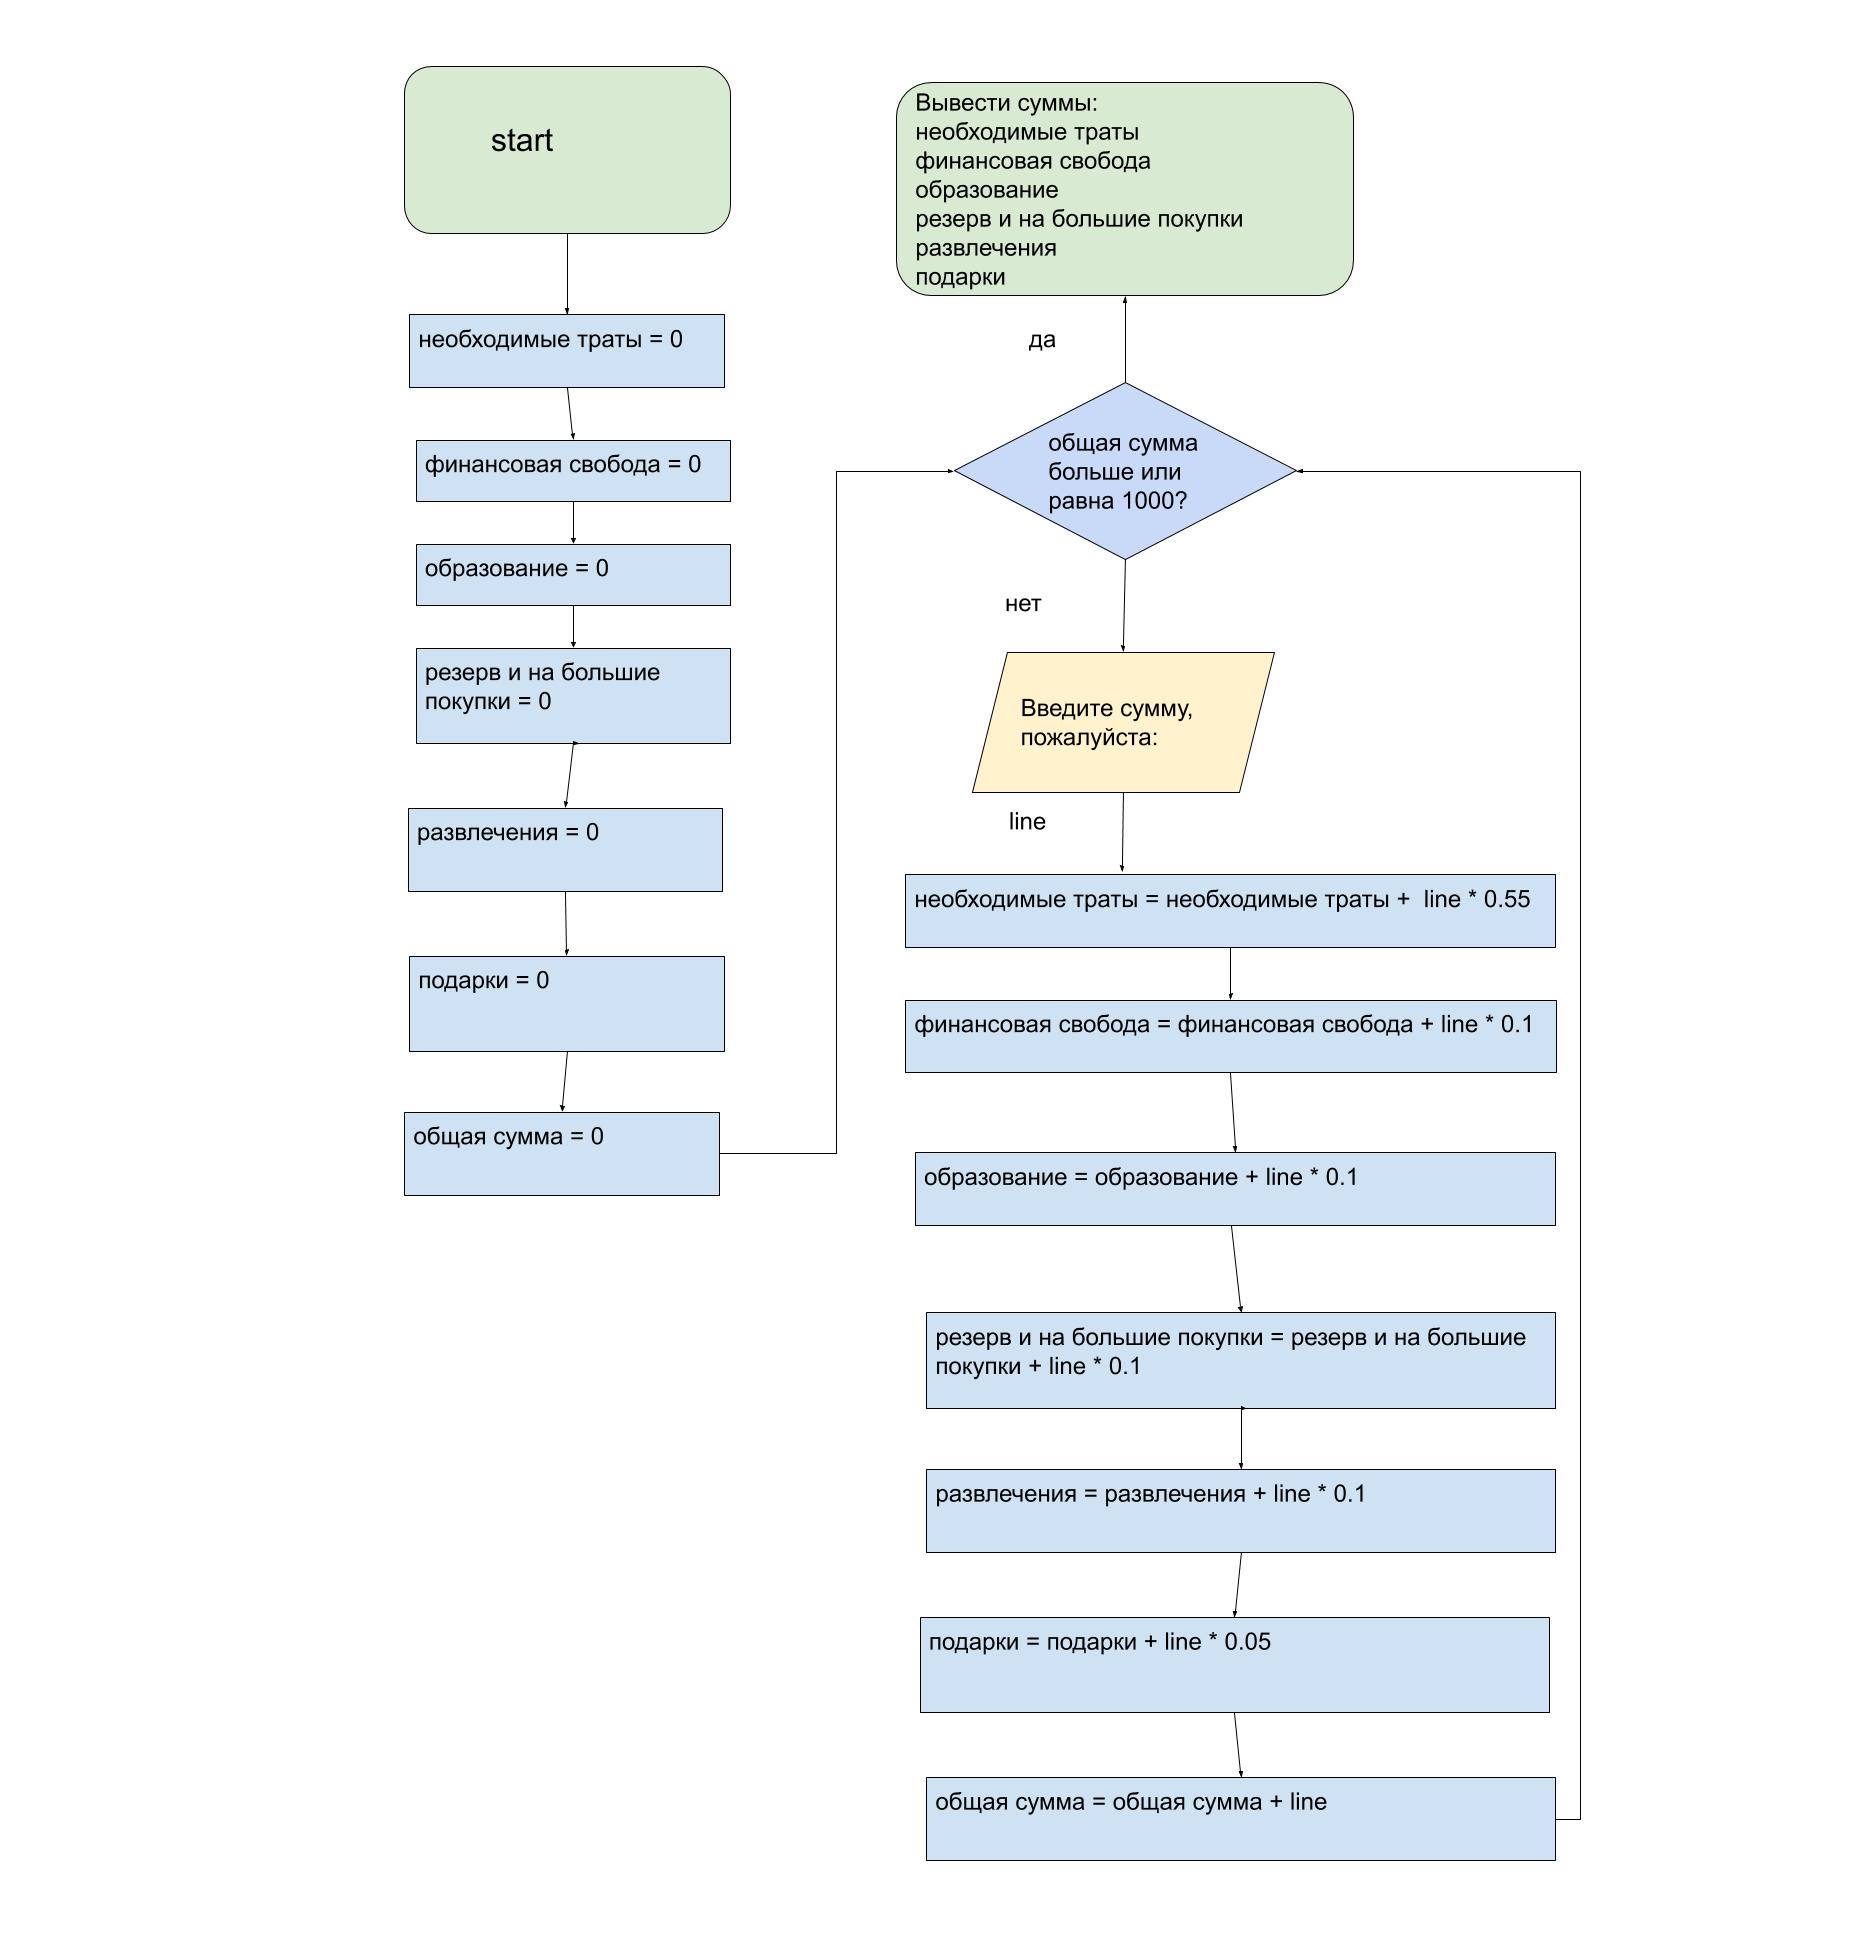 start
необходимые траты = 0
финансовая свобода = 0
образование = 0
резерв и на большие
покупки = 0
развлечения = 0
подарки = 0
общая сумма = 0
Вывести суммы:
необходимые траты
финансовая свобода
образование
резерв и на большие покупки
развлечения
подарки
да
общая сумма
больше или
равна 1000?
нет
Введите сумму,
пожалуйста:
line
необходимые траты = необходимые траты +  line * 0.55
финансовая свобода = финансовая свобода + line * 0.1
образование = образование + line * 0.1
резерв и на большие покупки = резерв и на большие
покупки + line * 0.1
развлечения = развлечения + line * 0.1
подарки = подарки + line * 0.05
общая сумма = общая сумма + line